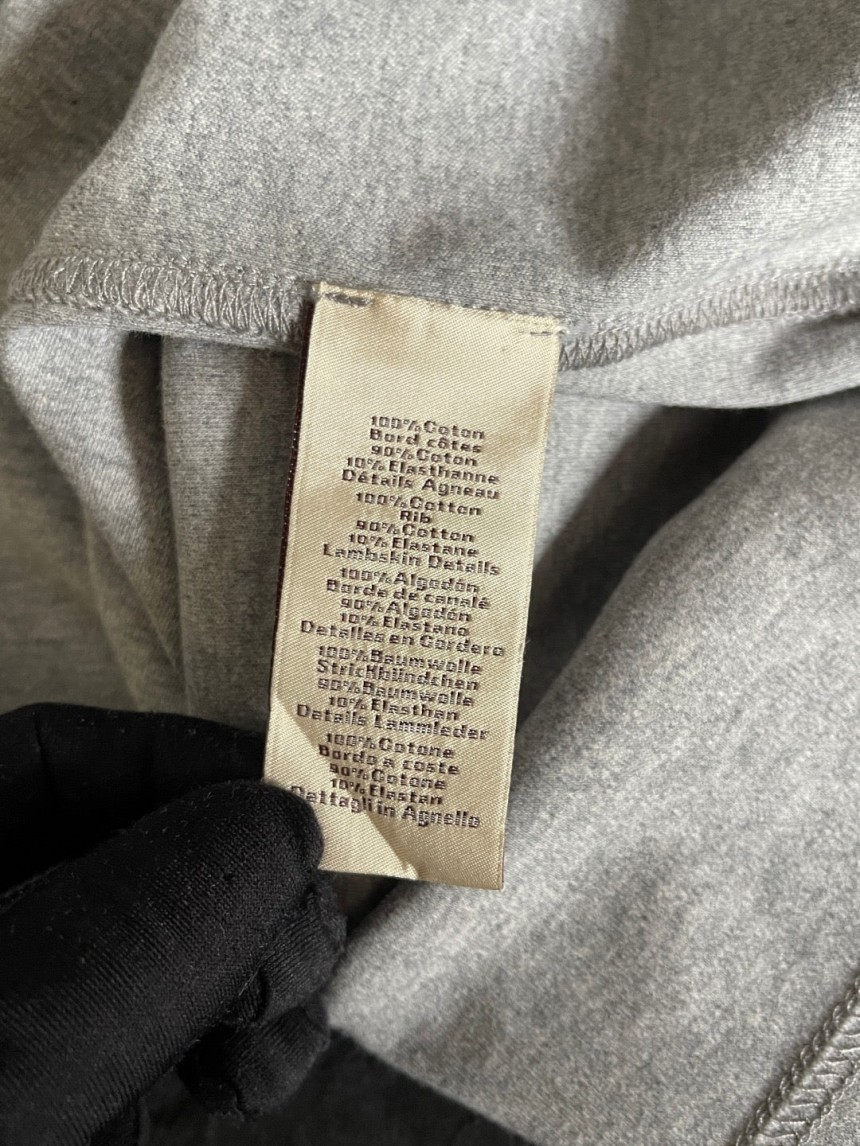 100% Coton
Bord côtes
90% Coton
10% Elasthanne
Détails Agneau
100% Cotton
Rib
90% Cotton
10% Elastane
Lambskin Details
100% Algodón
Borde de canalé
90% Algodón
10% Elastano
Detalles en Cordero
100% Baumwolle
Strickbündchen
90% Baumwolle
10% Elasthan
Details Lammleder
100% Cotone
Bordo a coste
90% Cotone
10% Elastan
Dettagli in Agnello